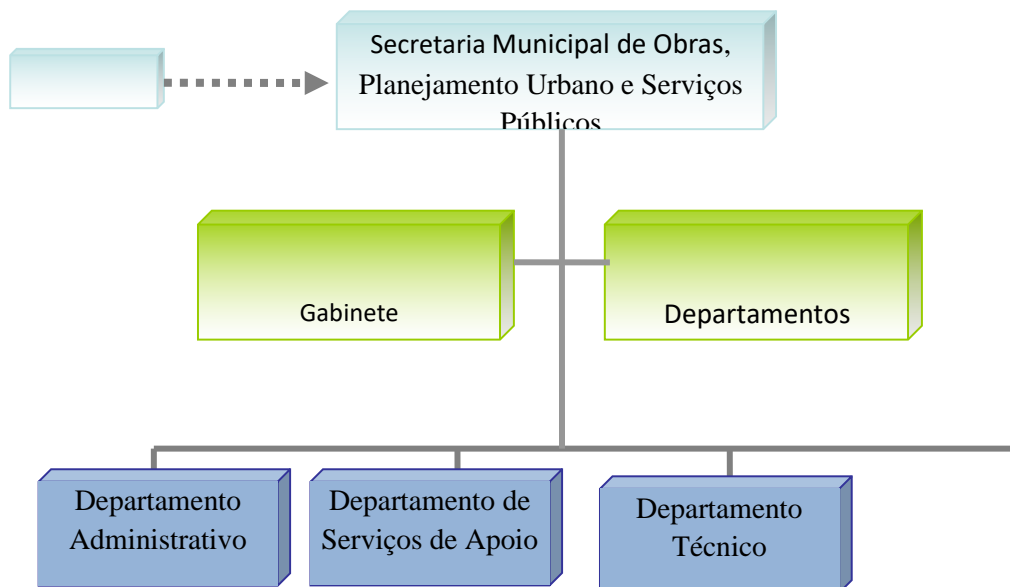 Secretaria Municipal de Obras,
Planejamento Urbano e Serviços
Públicos
Gabinete
Departamentos
Departamento
Administrativo
Departamento de
Serviços de Apoio
Departamento
Técnico